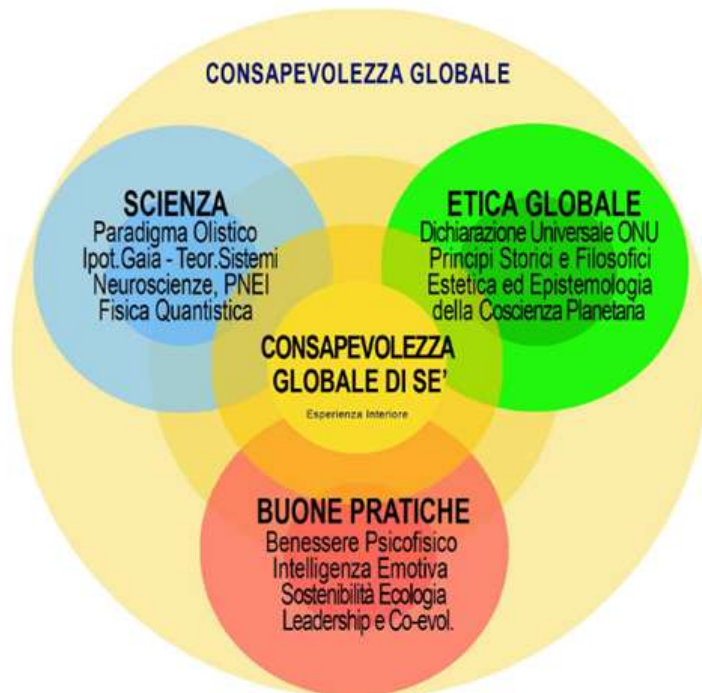 CONSAPEVOLEZZA GLOBALE
SCIENZA
Paradigma Olistico
Ipot.Gaia - Teor.Sistemi
Neuroscienze, PNEI
Fisica Quantistica
ETICA GLOBALE
Dichiarazione Universale ONU
Principi Storici e Filosofici
Estetica ed Epistemologia
della Coscienza Planetaria
CONSAPEVOLEZZA
GLOBALE DI SE'
Esperienza Interiore
BUONE PRATICHE
Benessere Psicofisico
Intelligenza Emotiva
Sostenibilità Ecologia
Leadership e Co-evol.